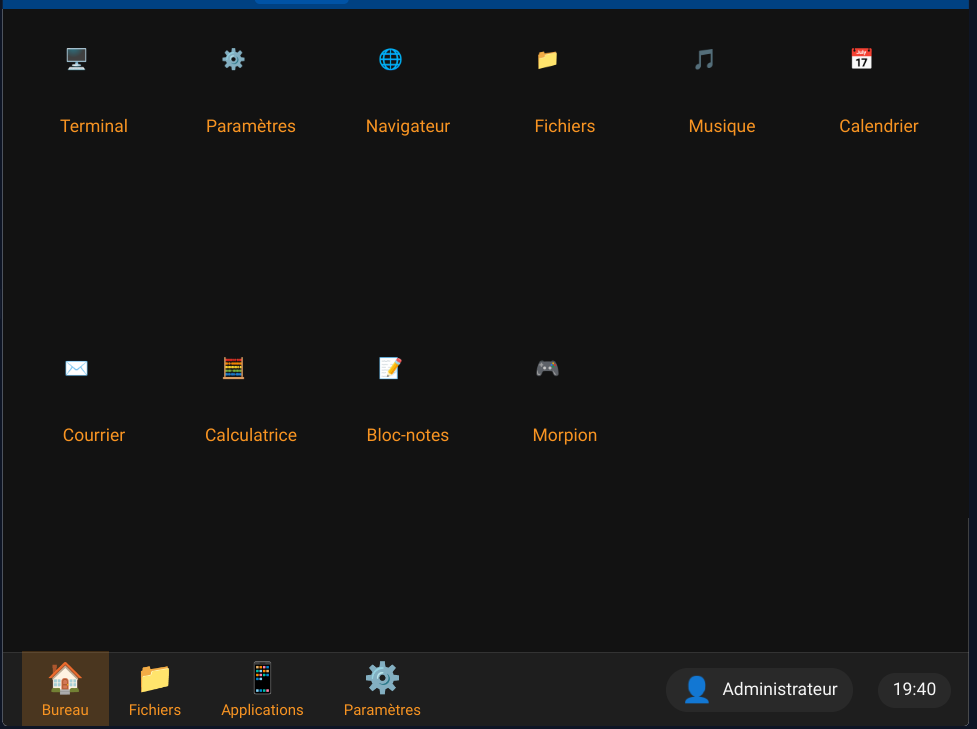 Terminal
Paramètres
Navigateur
Fichiers
Musique
Calendrier
Courrier
Calculatrice
Bloc-notes
Morpion
Bureau
Fichiers
Applications
Paramètres
Administrateur
19:40